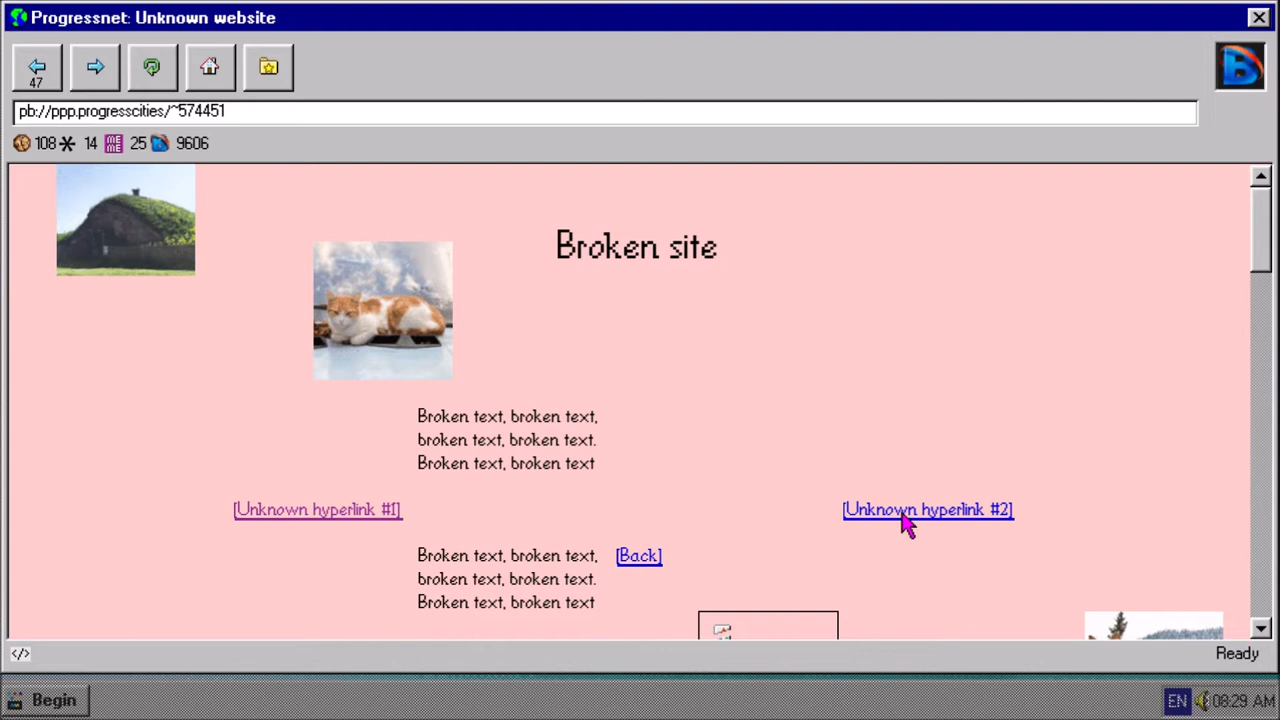 Progressnet: Unknown website
47
pb://ppp.progresscities/~574451
108 14 25 9606
Broken site
Broken text, broken text,
broken text, broken text.
Broken text, broken text
[Unknown hyperlink #1]
[Unknown hyperlink #2]
Broken text, broken text,
broken text, broken text.
Broken text, broken text
[Back]
</>
Ready
Begin
EN
08:29 AM